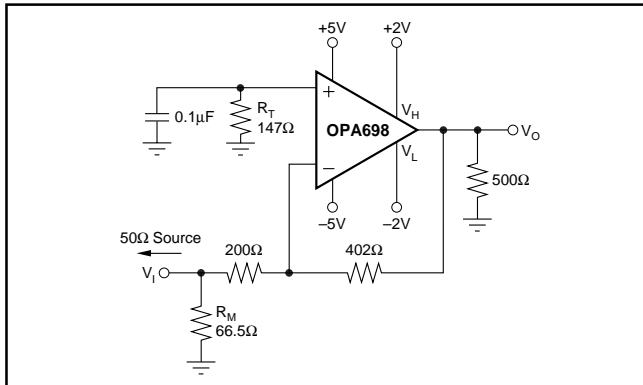 +5V
+2V
+
V_H
0.1µF
R_T
147Ω
OPA698
V_O
V_L
–
500Ω
–5V
–2V
50Ω Source
200Ω
402Ω
V_I
R_M
66.5Ω